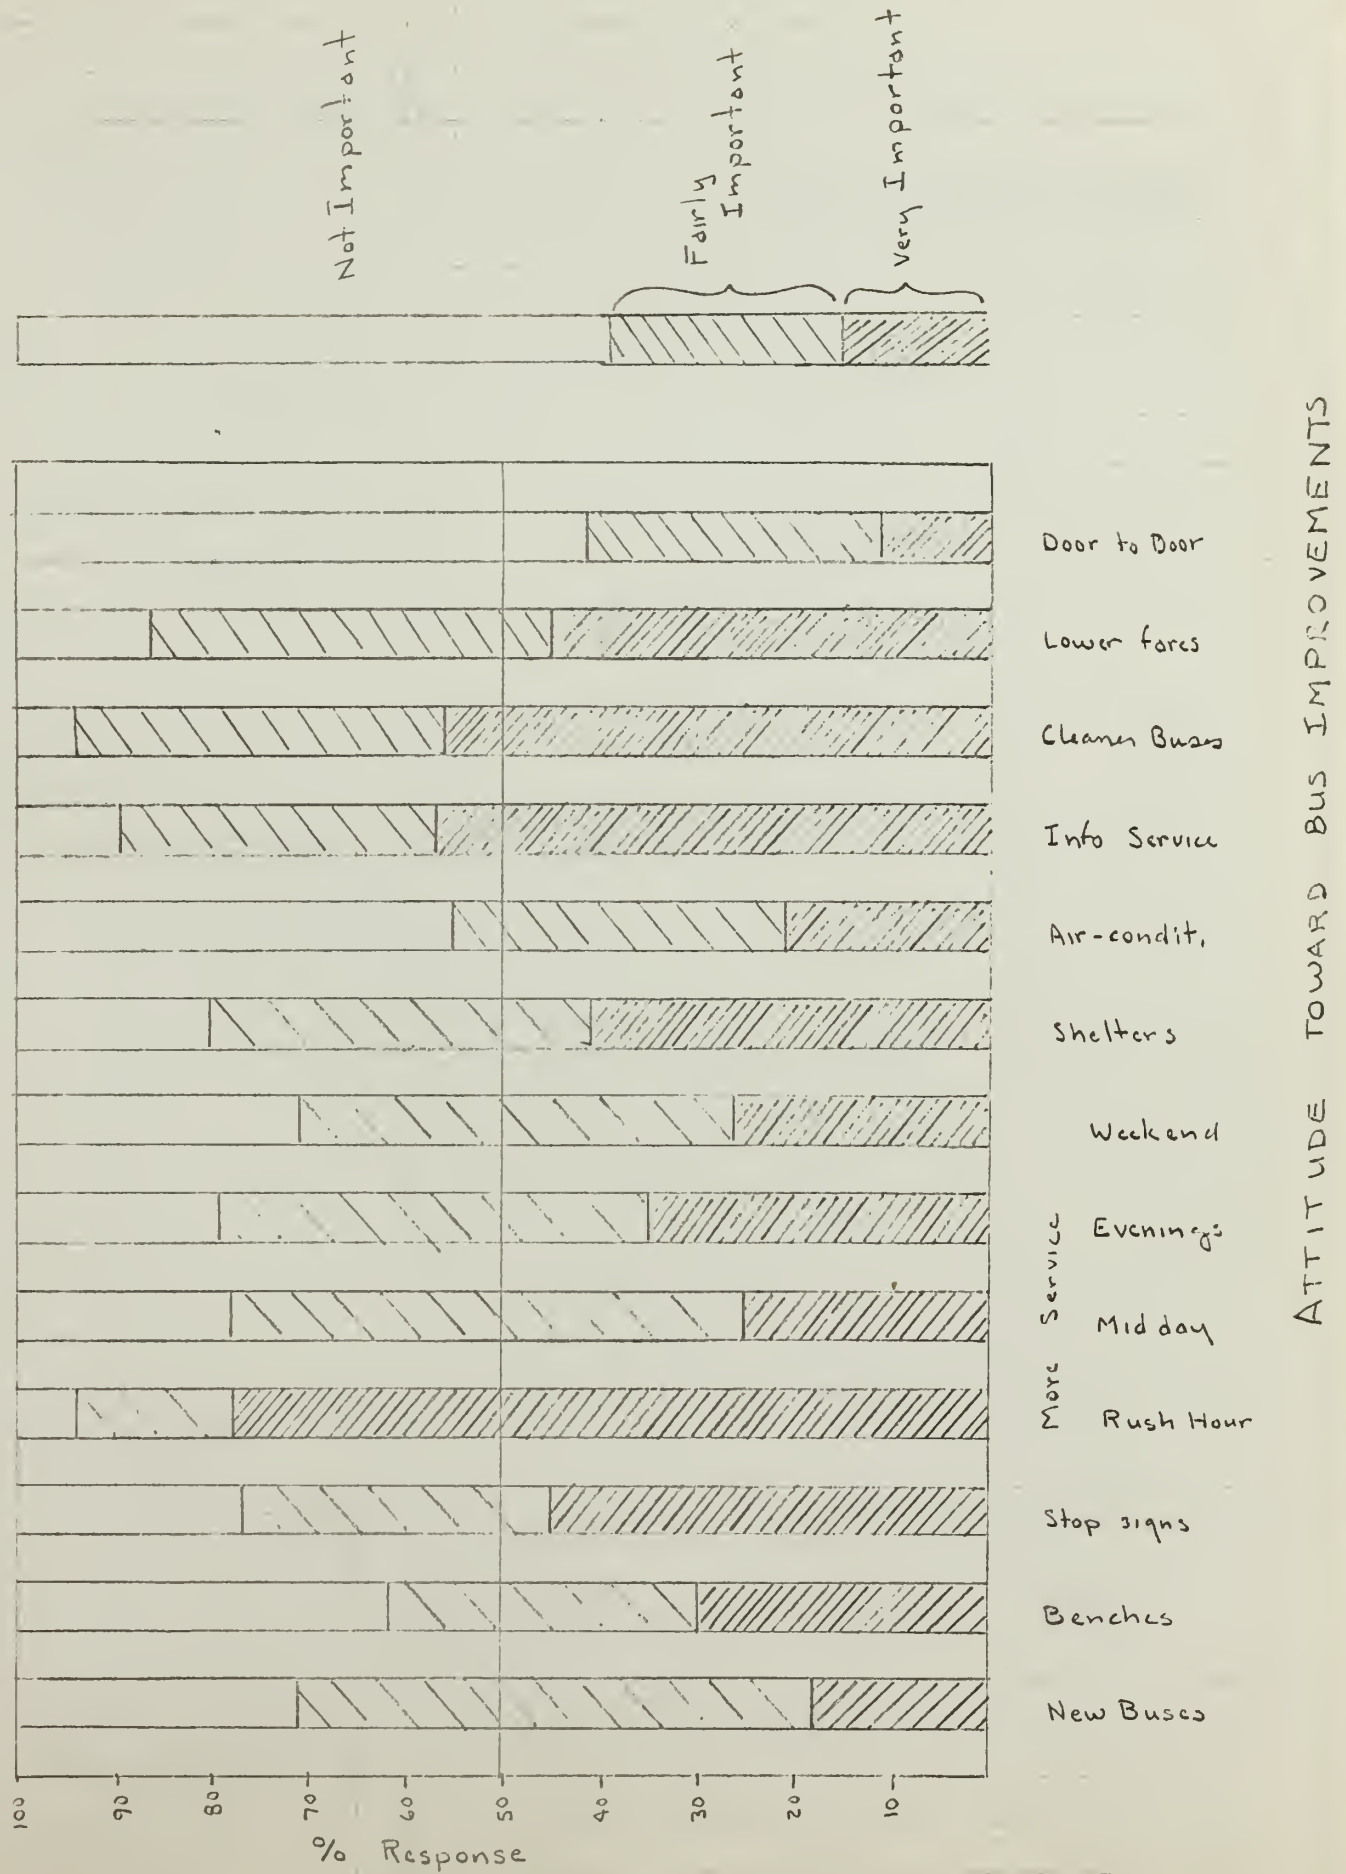 Not Important
Fairly
Important
Very Important
Door to Door
Lower fares
Cleaner Buses
Info Service
Air-condit.
Shelters
Weekend
Evenings
Mid day
Rush Hour
More Service
Stop signs
Benches
New Buses
100
90
80
70
60
50
40
30
20
10
% Response
ATTITUDE TOWARD BUS IMPROVEMENTS